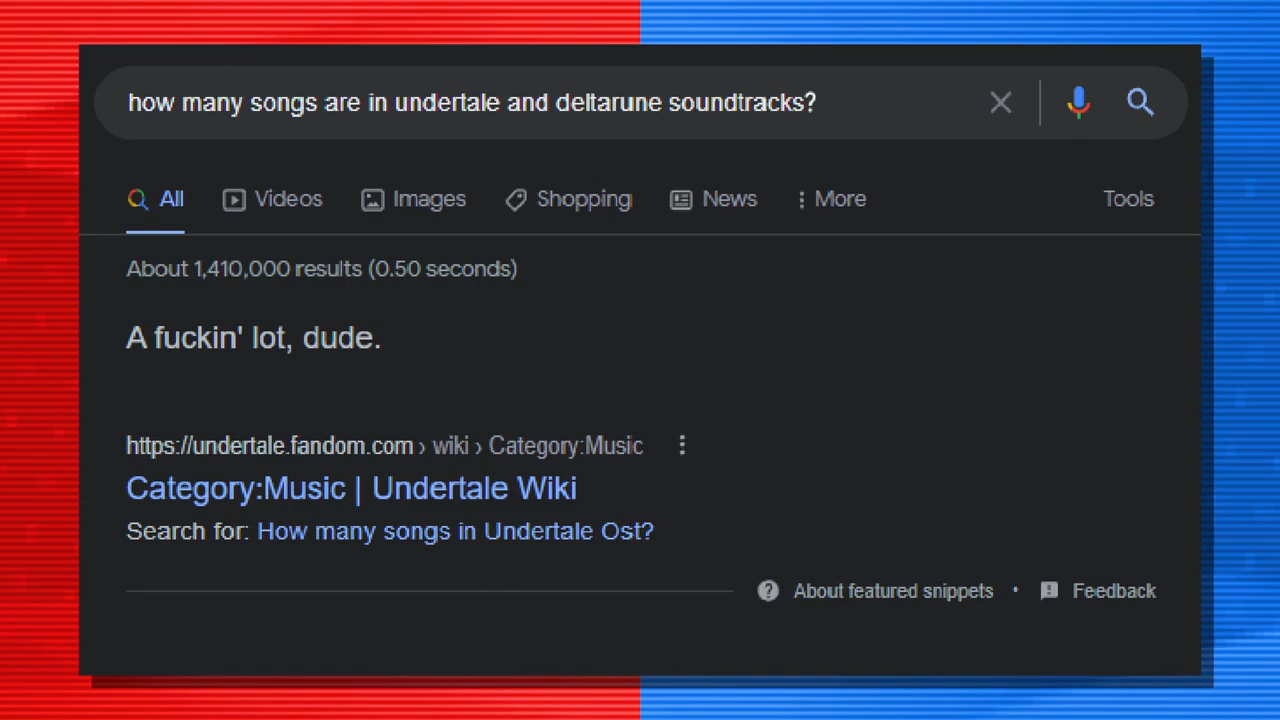 how many songs are in undertale and deltarune soundtracks?
All Videos Images Shopping News More Tools
About 1,410,000 results (0.50 seconds)
A fuckin' lot, dude.
https://undertale.fandom.com › wiki › Category:Music
Category:Music | Undertale Wiki
Search for: How many songs in Undertale Ost?
About featured snippets • Feedback